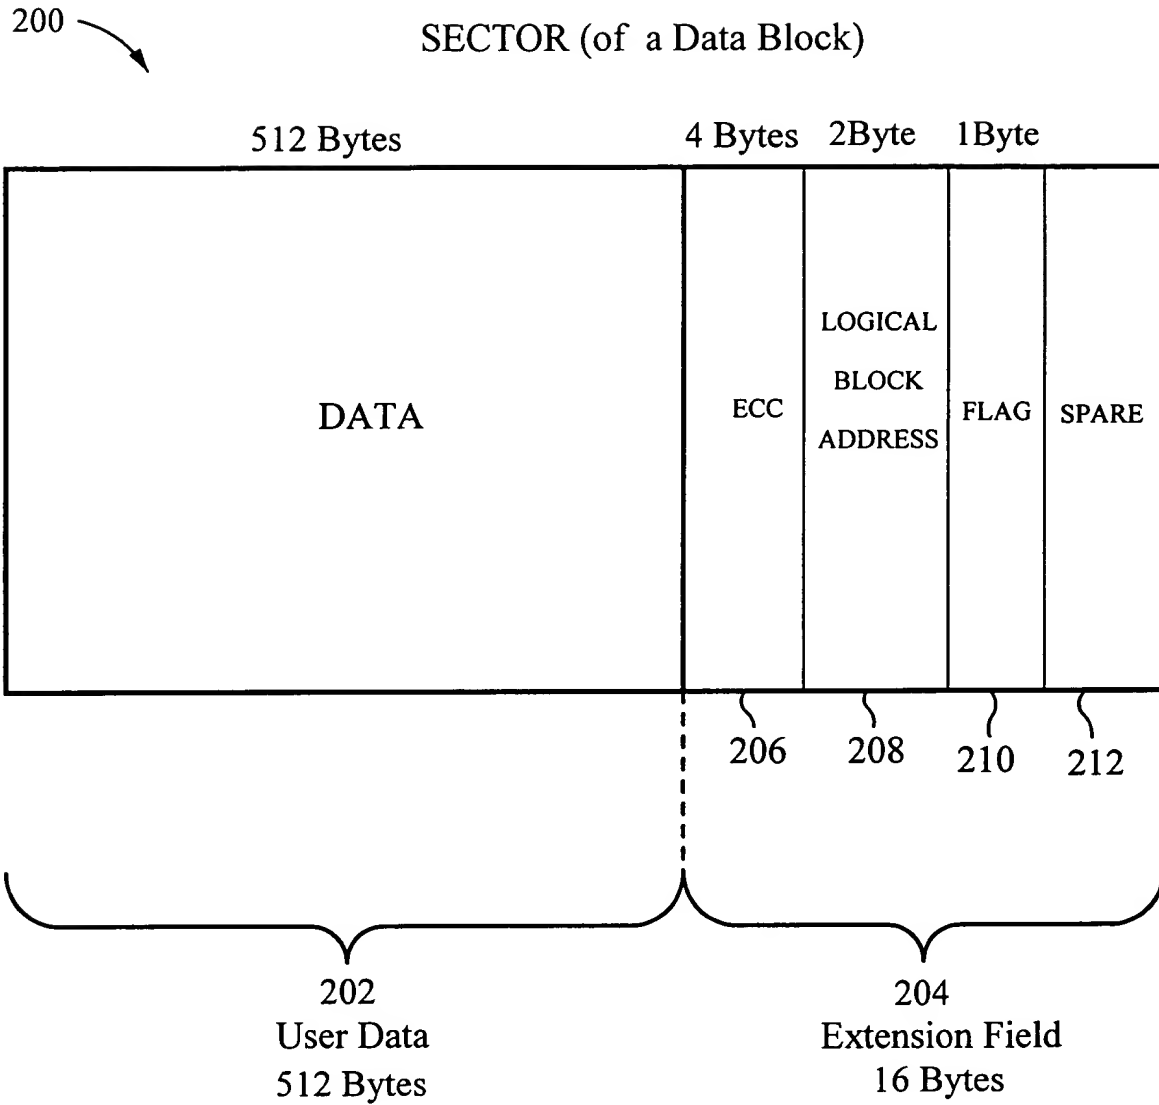 200
SECTOR (of a Data Block)
512 Bytes
4 Bytes
2Byte
1Byte
DATA
ECC
LOGICAL
BLOCK
ADDRESS
FLAG
SPARE
206
208
210
212
202
User Data
512 Bytes
204
Extension Field
16 Bytes